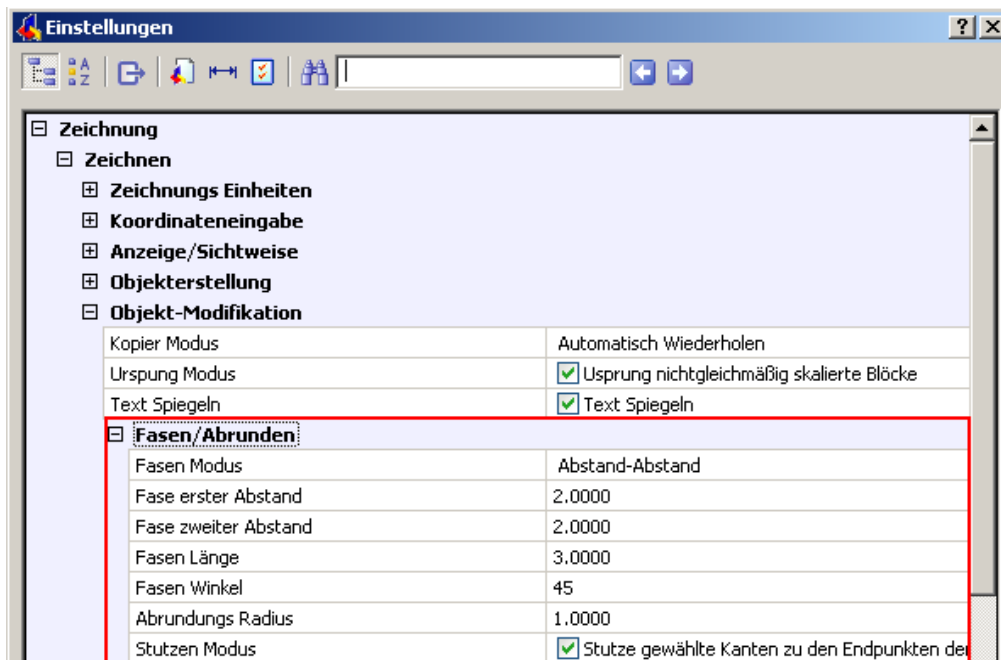 Einstellungen
Zeichnung
Zeichnen
Zeichnungs Einheiten
Koordinateneingabe
Anzeige/Sichtweise
Objekterstellung
Objekt-Modifikation
Kopier Modus Automatisch Wiederholen
Urspung Modus Usprung nichtgleichmäßig skalierte Blöcke
Text Spiegeln Text Spiegeln
Fasen/Abrunden
Fasen Modus Abstand-Abstand
Fase erster Abstand 2.0000
Fase zweiter Abstand 2.0000
Fasen Länge 3.0000
Fasen Winkel 45
Abrundungs Radius 1.0000
Stutzen Modus Stutze gewählte Kanten zu den Endpunkten der